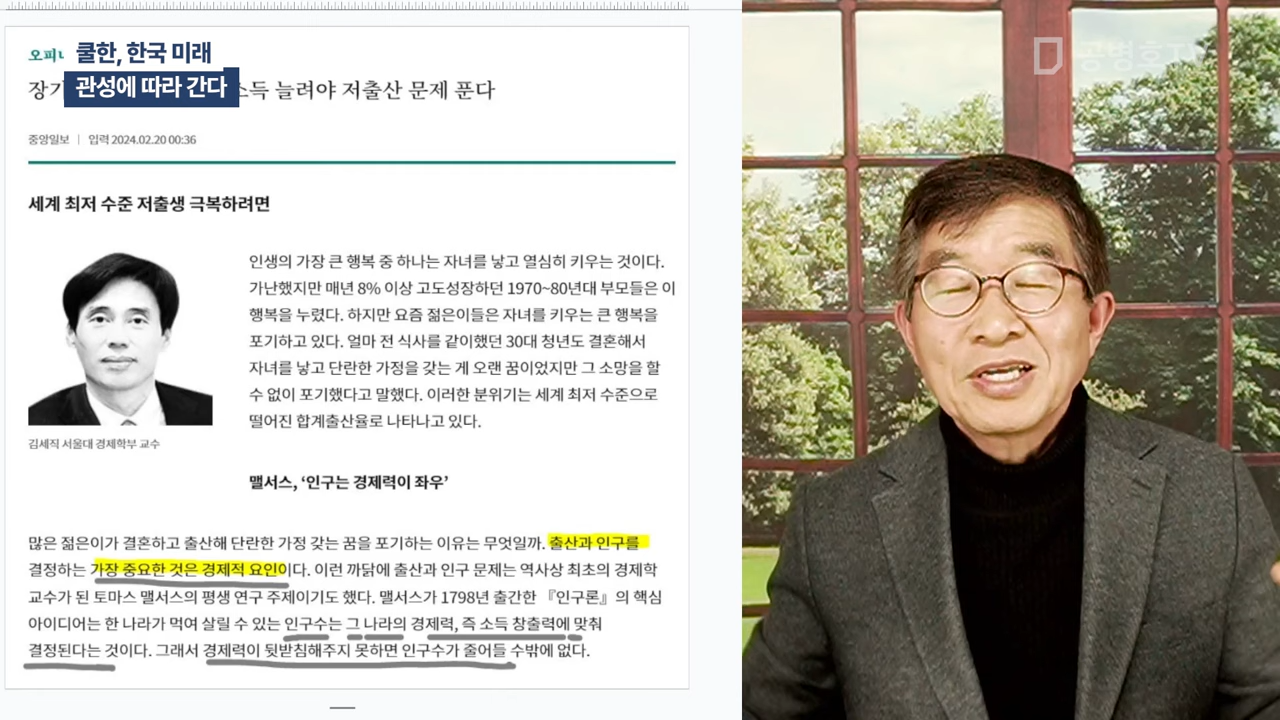 쿨한, 한국 미래
관성에 따라 간다
오피
장기 소득 늘려야 저출산 문제 푼다
중앙일보 | 입력 2024.02.20 00:36
세계 최저 수준 저출생 극복하려면
인생의 가장 큰 행복 중 하나는 자녀를 낳고 열심히 키우는 것이다.
가난했지만 매년 8% 이상 고도성장하던 1970~80년대 부모들은 이
행복을 누렸다. 하지만 요즘 젊은이들은 자녀를 키우는 큰 행복을
포기하고 있다. 얼마 전 식사를 같이했던 30대 청년도 결혼해서
자녀를 낳고 단란한 가정을 갖는 게 오랜 꿈이었지만 그 소망을 할
수 없이 포기했다고 말했다. 이러한 분위기는 세계 최저 수준으로
떨어진 합계출산율로 나타나고 있다.
김세직 서울대 경제학부 교수
맬서스, ‘인구는 경제력이 좌우’
많은 젊은이가 결혼하고 출산해 단란한 가정 갖는 꿈을 포기하는 이유는 무엇일까. 출산과 인구를
결정하는 가장 중요한 것은 경제적 요인이다. 이런 까닭에 출산과 인구 문제는 역사상 최초의 경제학
교수가 된 토마스 맬서스의 평생 연구 주제이기도 했다. 맬서스가 1798년 출간한 『인구론』의 핵심
아이디어는 한 나라가 먹여 살릴 수 있는 인구수는 그 나라의 경제력, 즉 소득 창출력에 맞춰
결정된다는 것이다. 그래서 경제력이 뒷받침해주지 못하면 인구수가 줄어들 수밖에 없다.
공병호TV